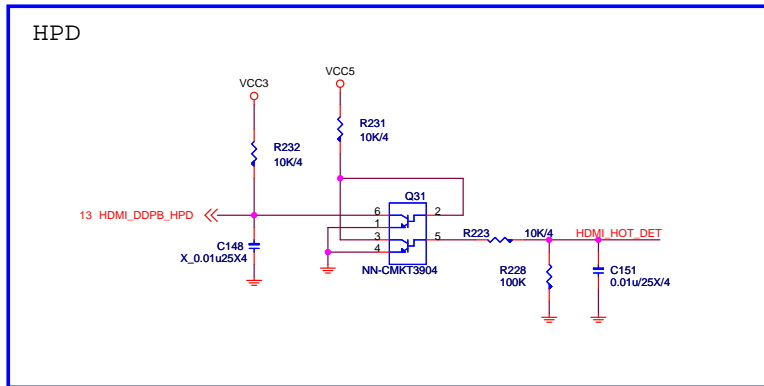 HPD
VCC3
VCC5
R232
10K/4
R231
10K/4
13 HDMI_DDPB_HPD
C148
X_0.01u25X4
Q31
6
1
3
4
2
5
NN-CMKT3904
R223
10K/4
HDMI_HOT_DET
R228
100K
C151
0.01u/25X/4